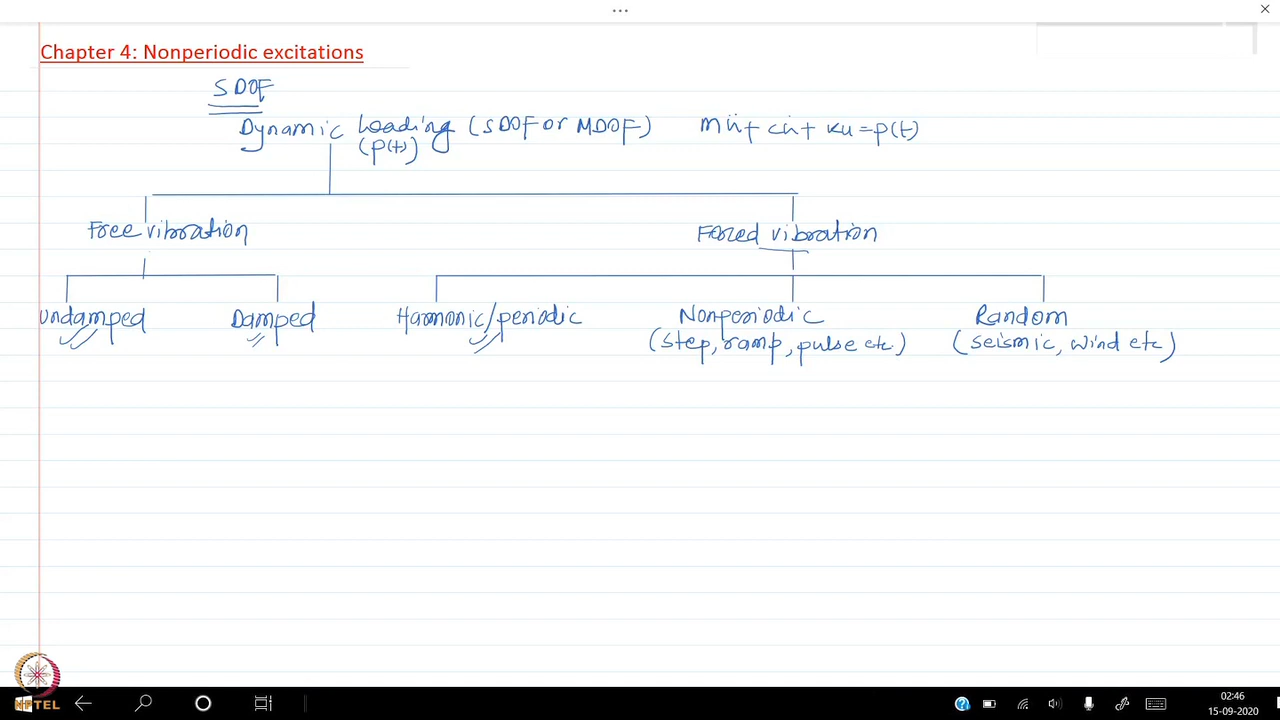 Chapter 4: Nonperiodic excitations
SDOF
Dynamic Loading (SDOF or MDOF) mü + cu̇ + ku = p(t)
(p(t))
Free vibration Forced vibration
Undamped Damped Harmonic/periodic Nonperiodic Random
(step, ramp, pulse etc) (seismic, wind etc)
NPTEL
02:46
15-09-2020